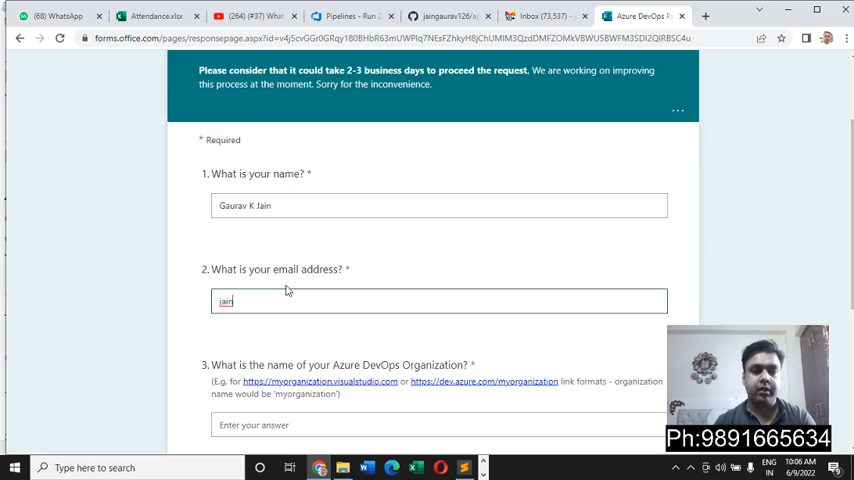 (68) WhatsApp
Attendance.xlsx
(264) (#37) What
Pipelines - Run 2
jaingaurav126/a
Inbox (73,537) - j
Azure DevOps P
forms.office.com/pages/responsepage.aspx?id=v4j5cvGGr0GRqy180BHbR63mUWPlq7NEsFZhkyH8jChUMlM3QzdDMFZOMkVBWU5BWFM3SDI2QlRBSC4u
Please consider that it could take 2-3 business days to proceed the request. We are working on improving
this process at the moment. Sorry for the inconvenience.
...
* Required
1. What is your name? *
Gaurav K Jain
2. What is your email address? *
jain
3. What is the name of your Azure DevOps Organization? *
(E.g. for https://myorganization.visualstudio.com or https://dev.azure.com/myorganization link formats - organization
name would be 'myorganization')
Enter your answer
Ph:9891665634
Type here to search
ENG
IN
10:06 AM
6/9/2022